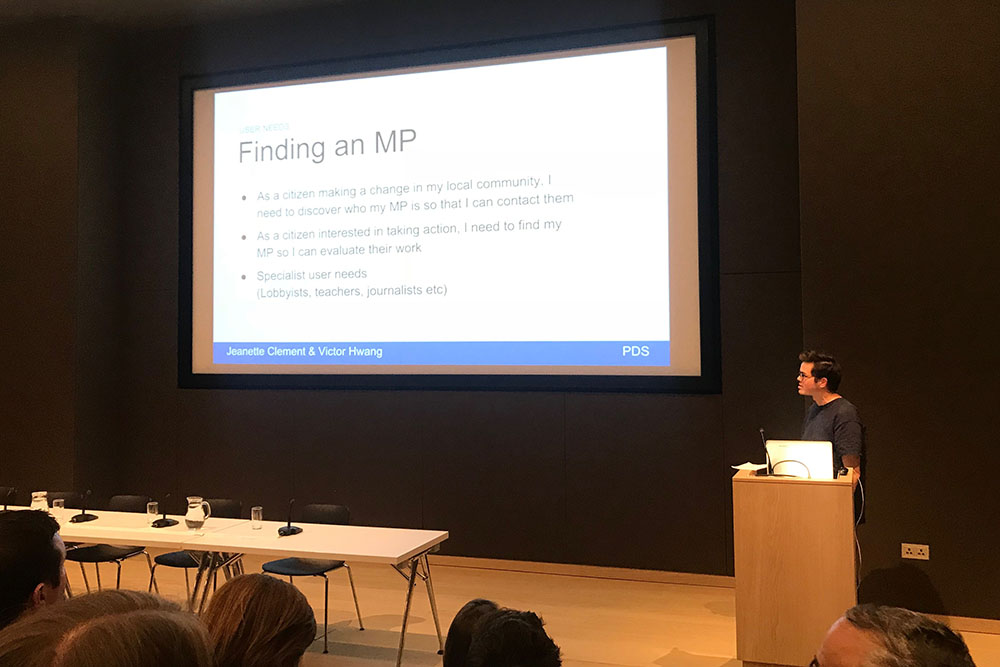 USER NEEDS
Finding an MP
● As a citizen making a change in my local community, I
need to discover who my MP is so that I can contact them
● As a citizen interested in taking action, I need to find my
MP so I can evaluate their work
● Specialist user needs
(Lobbyists, teachers, journalists etc)
Jeanette Clement & Victor Hwang
PDS